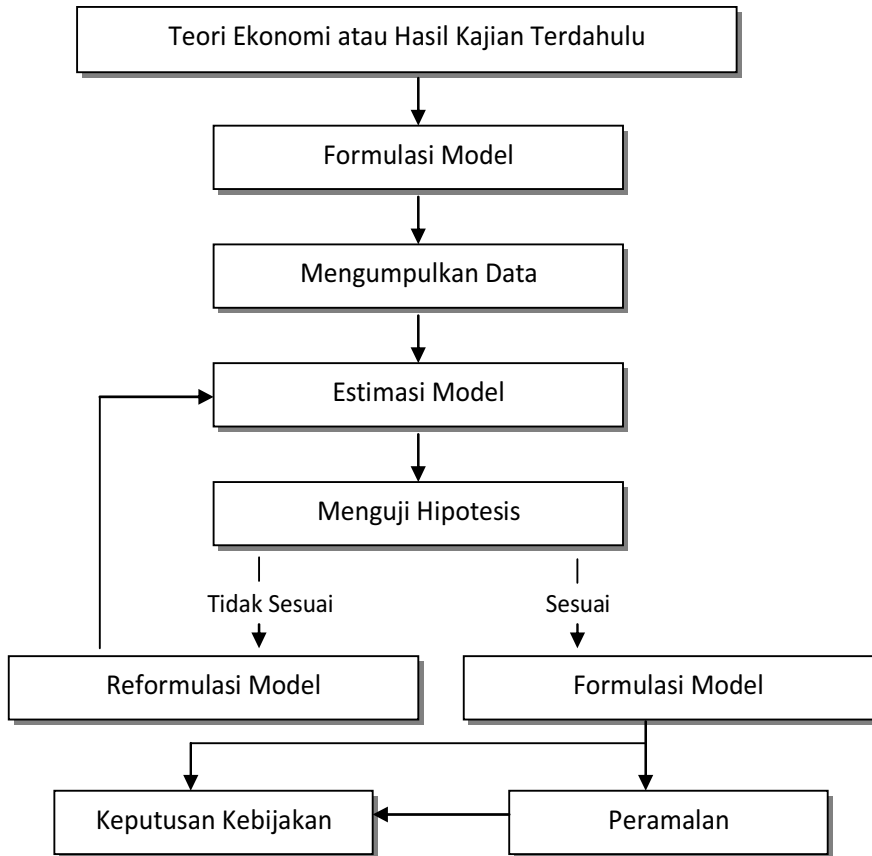 Teori Ekonomi atau Hasil Kajian Terdahulu
Formulasi Model
Mengumpulkan Data
Estimasi Model
Menguji Hipotesis
Tidak Sesuai
Sesuai
Reformulasi Model
Formulasi Model
Keputusan Kebijakan
Peramalan